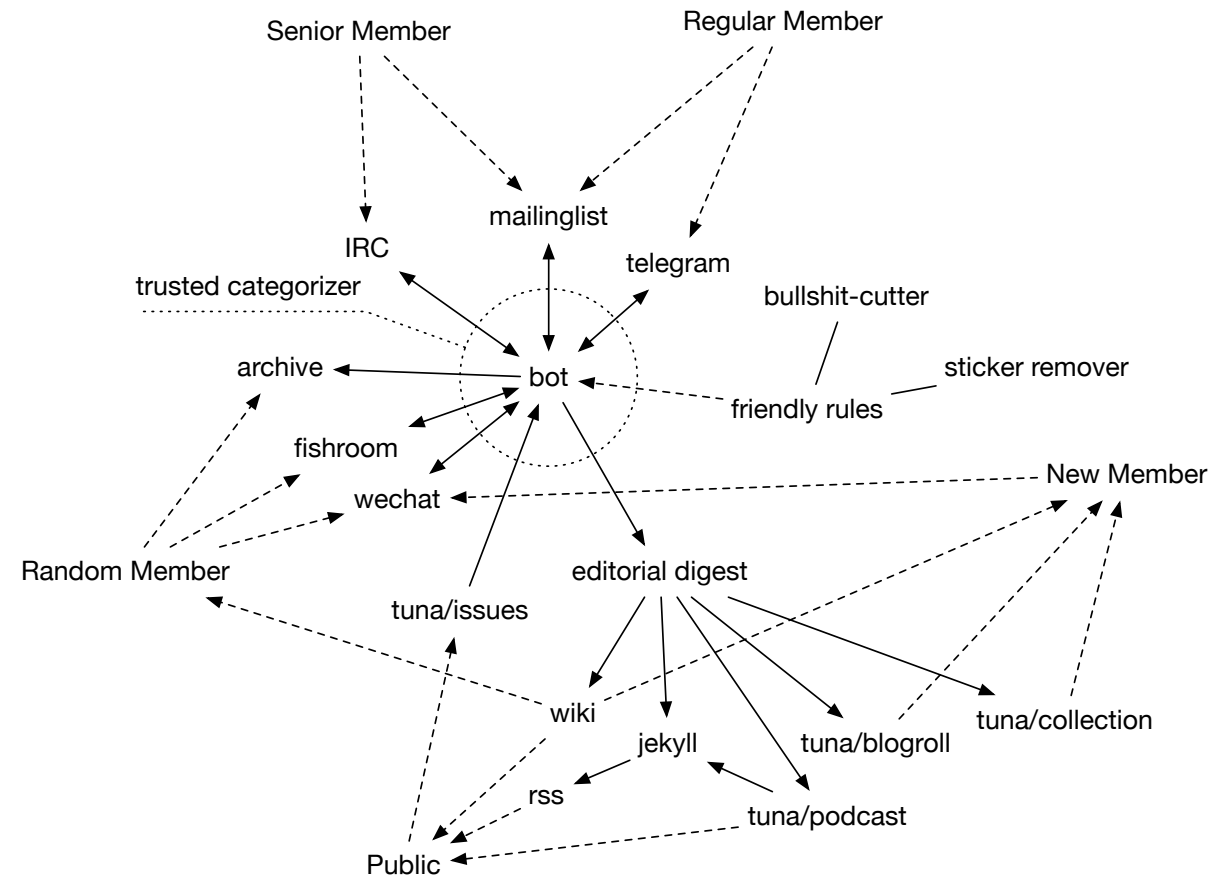 Senior Member
Regular Member
mailinglist
IRC
telegram
trusted categorizer
bullshit-cutter
archive
bot
sticker remover
friendly rules
fishroom
wechat
New Member
Random Member
editorial digest
tuna/issues
wiki
tuna/collection
jekyll
tuna/blogroll
rss
tuna/podcast
Public